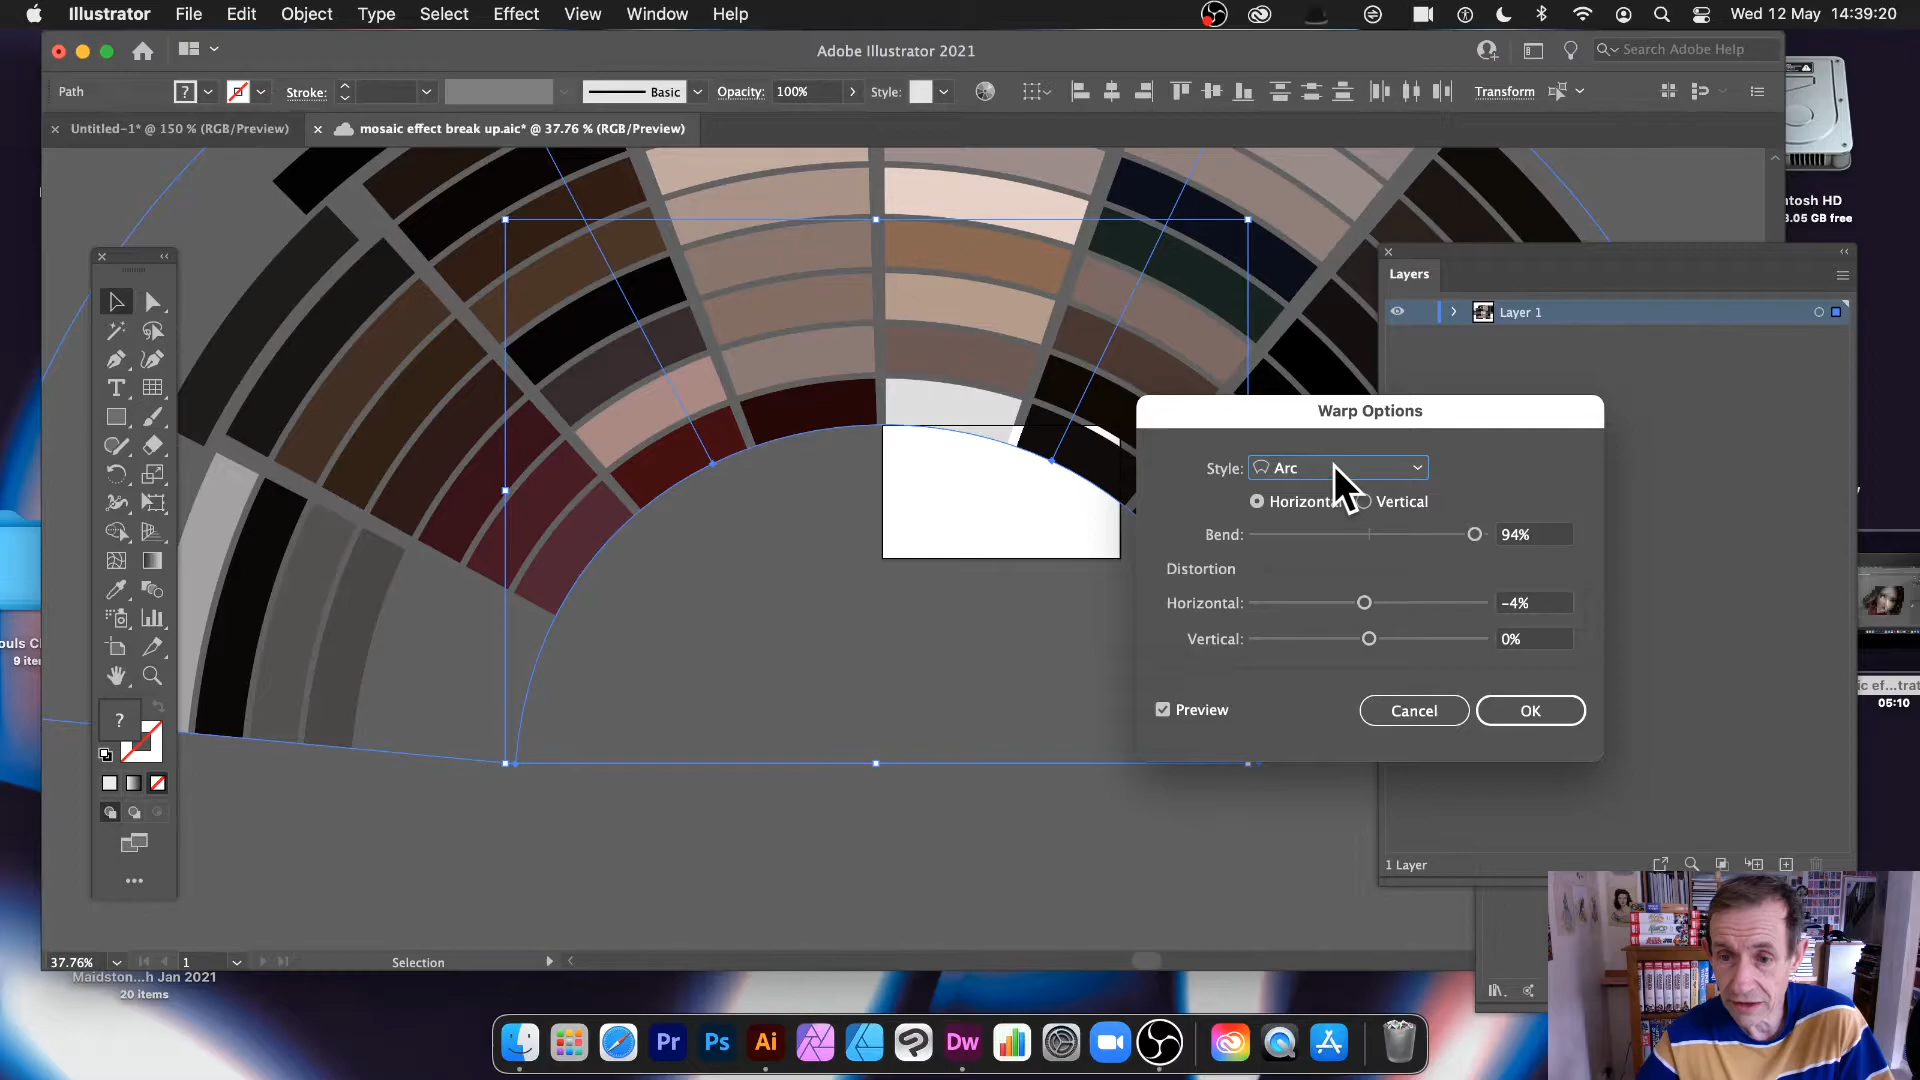 Illustrator File Edit Object Type Select Effect View Window Help Wed 12 May 14:39:20
Adobe Illustrator 2021 Search Adobe Help
Path ? Stroke: Basic Opacity: 100% Style: Transform
Untitled-1* @ 150 % (RGB/Preview) mosaic effect break up.aic* @ 37.76 % (RGB/Preview)
ntosh HD
3.05 GB free
Layers
Layer 1
Warp Options
Style: Arc
Horizonta Vertical
Bend: 94%
Distortion
Horizontal: -4%
Vertical: 0%
Preview Cancel OK
ouls Cl
9 iter
ic ef...trat
05:10
?
1 Layer
37.76% 1 Selection
Maidston...h Jan 2021
20 items
Pr Ps Ai Dw